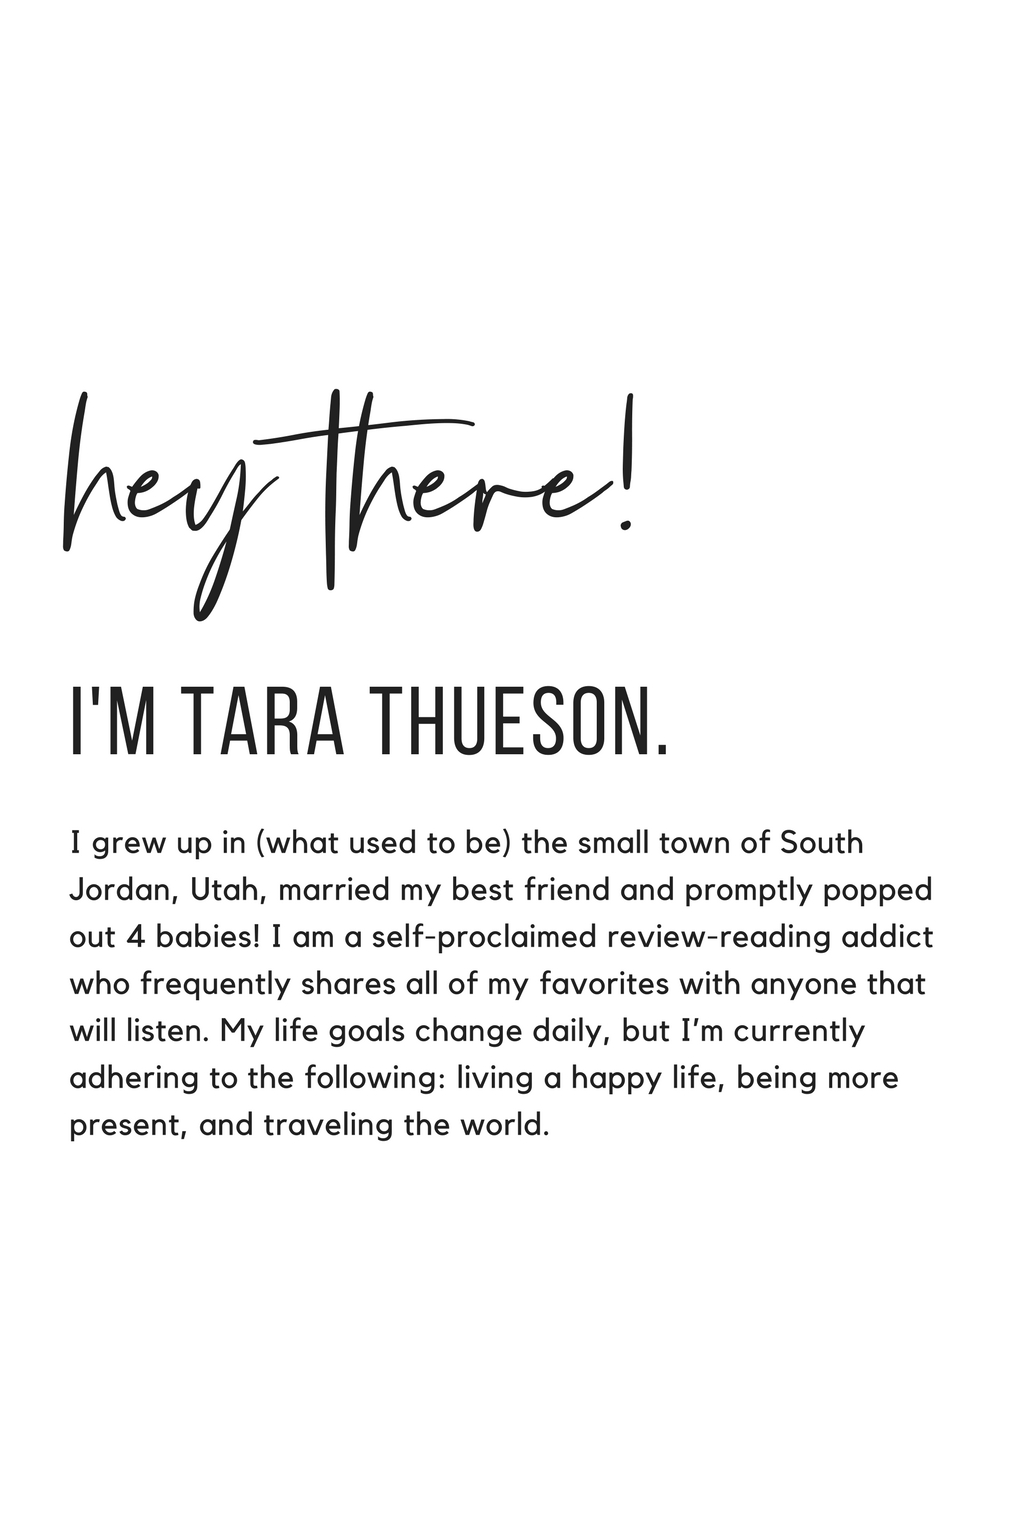 hey there!
I'M TARA THUESON.
I grew up in (what used to be) the small town of South
Jordan, Utah, married my best friend and promptly popped
out 4 babies! I am a self-proclaimed review-reading addict
who frequently shares all of my favorites with anyone that
will listen. My life goals change daily, but I’m currently
adhering to the following: living a happy life, being more
present, and traveling the world.